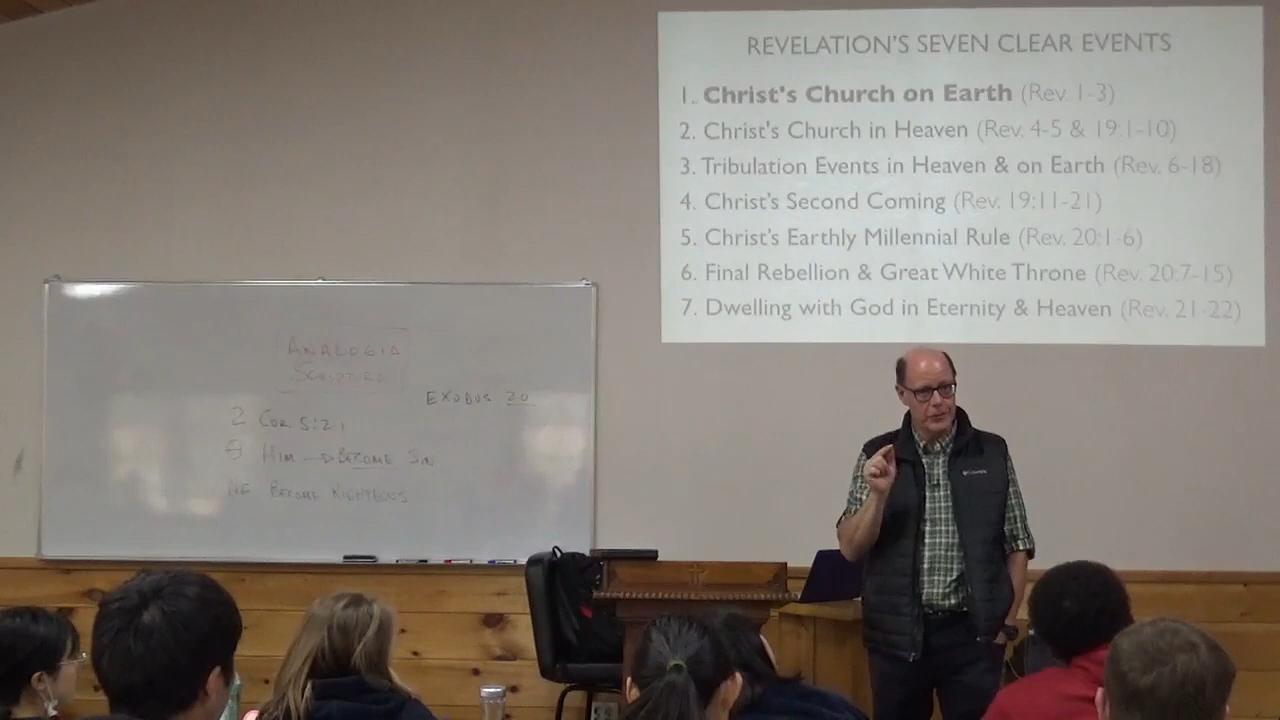 REVELATION'S SEVEN CLEAR EVENTS
1. Christ's Church on Earth (Rev. 1-3)
2. Christ's Church in Heaven (Rev. 4-5 & 19:1-10)
3. Tribulation Events in Heaven & on Earth (Rev. 6-18)
4. Christ's Second Coming (Rev. 19:11-21)
5. Christ's Earthly Millennial Rule (Rev. 20:1-6)
6. Final Rebellion & Great White Throne (Rev. 20:7-15)
7. Dwelling with God in Eternity & Heaven (Rev. 21-22)
ANALOGIA
EXODUS 20
2 COR 5:21
HIM → BECOME SIN
WE BECOME RIGHTEOUS
Columbia